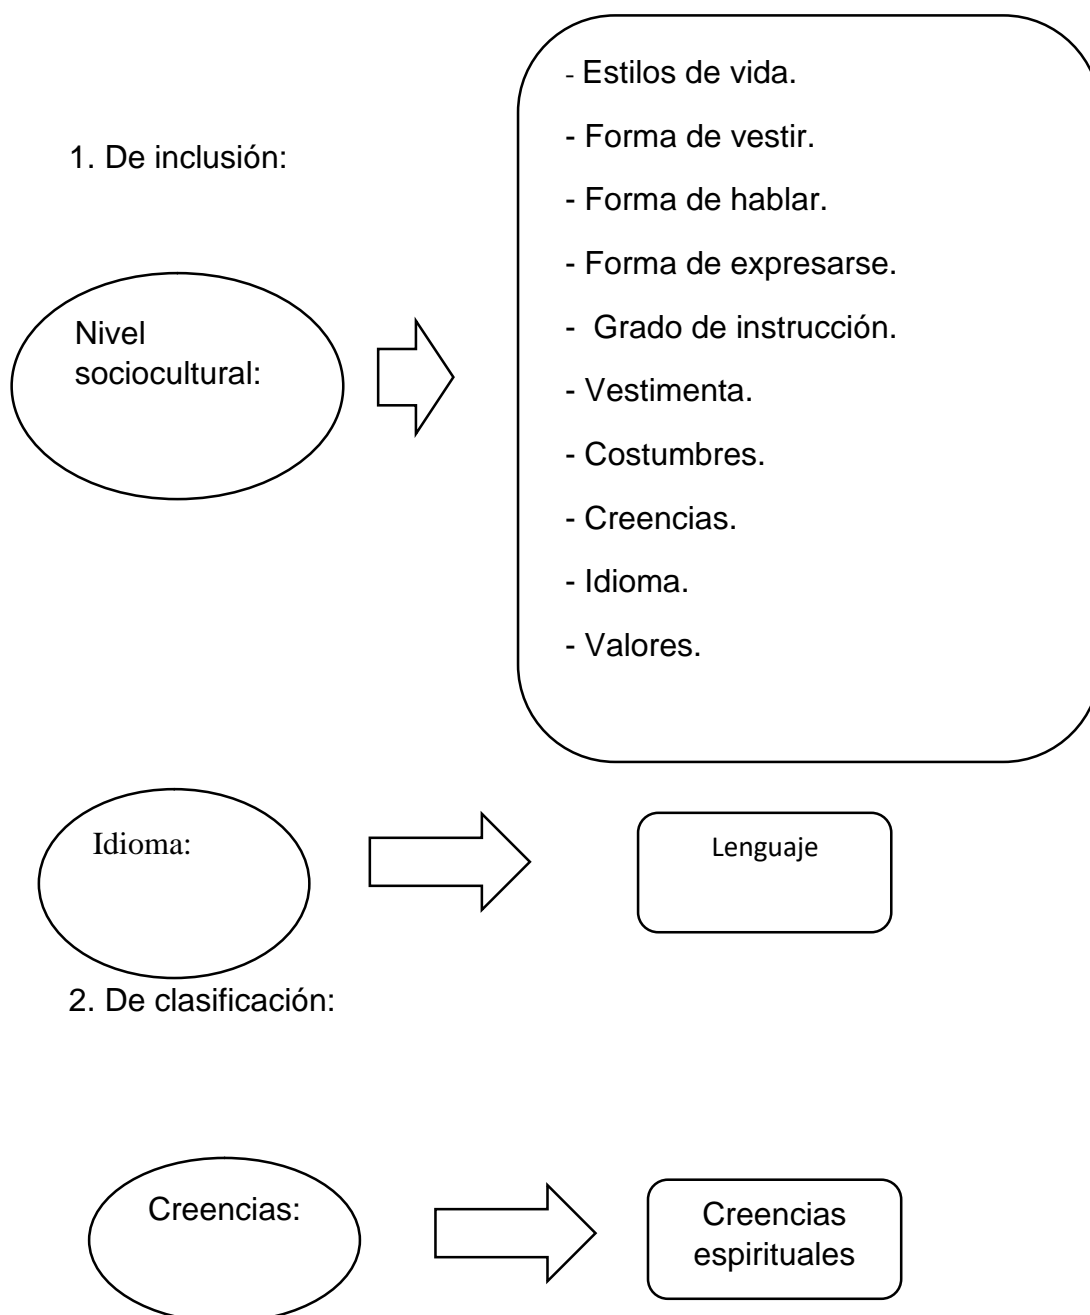 1. De inclusión:
Nivel
sociocultural:
- Estilos de vida.
- Forma de vestir.
- Forma de hablar.
- Forma de expresarse.
- Grado de instrucción.
- Vestimenta.
- Costumbres.
- Creencias.
- Idioma.
- Valores.
Idioma:
Lenguaje
2. De clasificación:
Creencias:
Creencias
espirituales